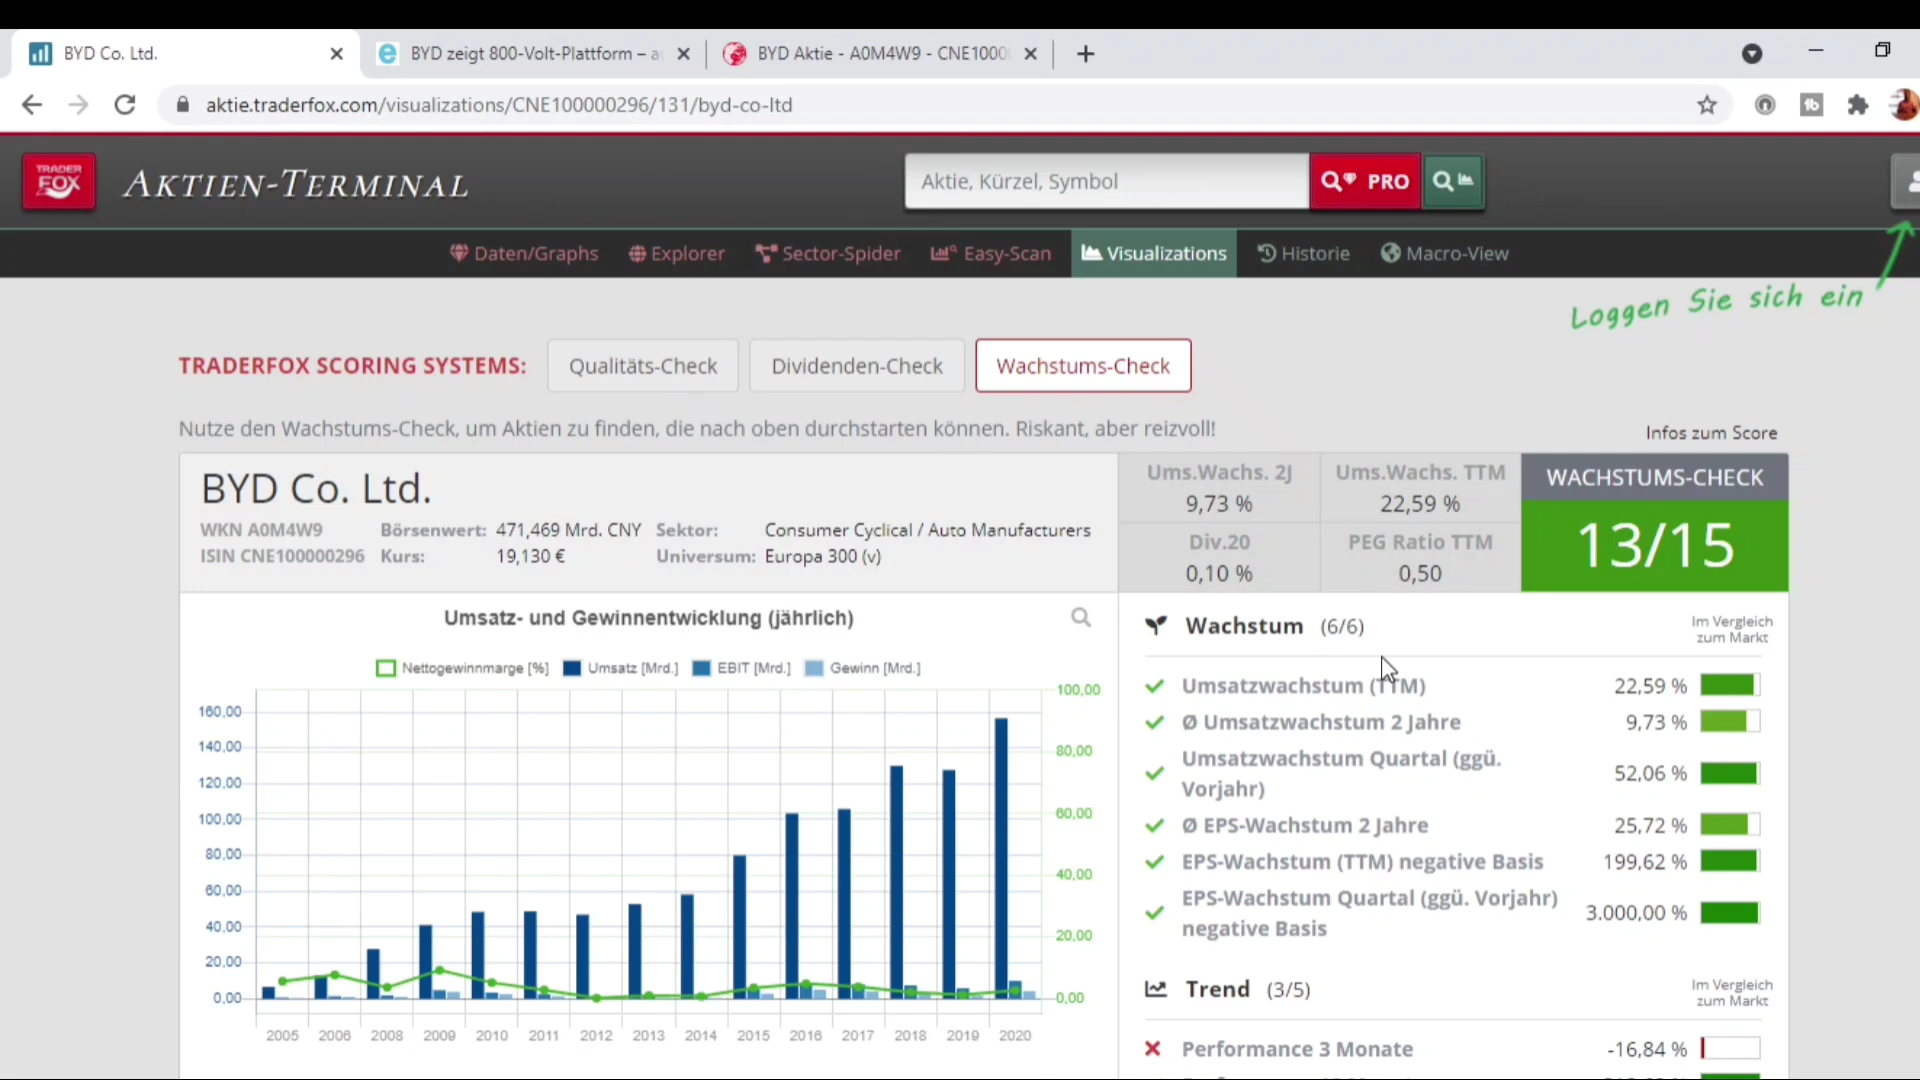 BYD Co. Ltd.
BYD zeigt 800-Volt-Plattform – a
BYD Aktie - A0M4W9 - CNE1000
aktie.traderfox.com/visualizations/CNE100000296/131/byd-co-ltd
TRADER
FOX
AKTIEN-TERMINAL
Aktie, Kürzel, Symbol
PRO
Daten/Graphs
Explorer
Sector-Spider
Easy-Scan
Visualizations
Historie
Macro-View
Loggen Sie sich ein
TRADERFOX SCORING SYSTEMS:
Qualitäts-Check
Dividenden-Check
Wachstums-Check
Nutze den Wachstums-Check, um Aktien zu finden, die nach oben durchstarten können. Riskant, aber reizvoll!
Infos zum Score
BYD Co. Ltd.
WKN A0M4W9 Börsenwert: 471,469 Mrd. CNY Sektor: Consumer Cyclical / Auto Manufacturers
ISIN CNE100000296 Kurs: 19,130 € Universum: Europa 300 (v)
Ums.Wachs. 2J
9,73 %
Ums.Wachs. TTM
22,59 %
Div.20
0,10 %
PEG Ratio TTM
0,50
WACHSTUMS-CHECK
13/15
Umsatz- und Gewinnentwicklung (jährlich)
Nettogewinnmarge [%] Umsatz [Mrd.] EBIT [Mrd.] Gewinn [Mrd.]
160,00
140,00
120,00
100,00
80,00
60,00
40,00
20,00
0,00
100,00
80,00
60,00
40,00
20,00
0,00
2005 2006 2008 2009 2010 2011 2012 2013 2014 2015 2016 2017 2018 2019 2020
Wachstum (6/6)
Im Vergleich
zum Markt
Umsatzwachstum (TTM) 22,59 %
Ø Umsatzwachstum 2 Jahre 9,73 %
Umsatzwachstum Quartal (ggü.
Vorjahr) 52,06 %
Ø EPS-Wachstum 2 Jahre 25,72 %
EPS-Wachstum (TTM) negative Basis 199,62 %
EPS-Wachstum Quartal (ggü. Vorjahr)
negative Basis 3.000,00 %
Trend (3/5)
Im Vergleich
zum Markt
Performance 3 Monate -16,84 %